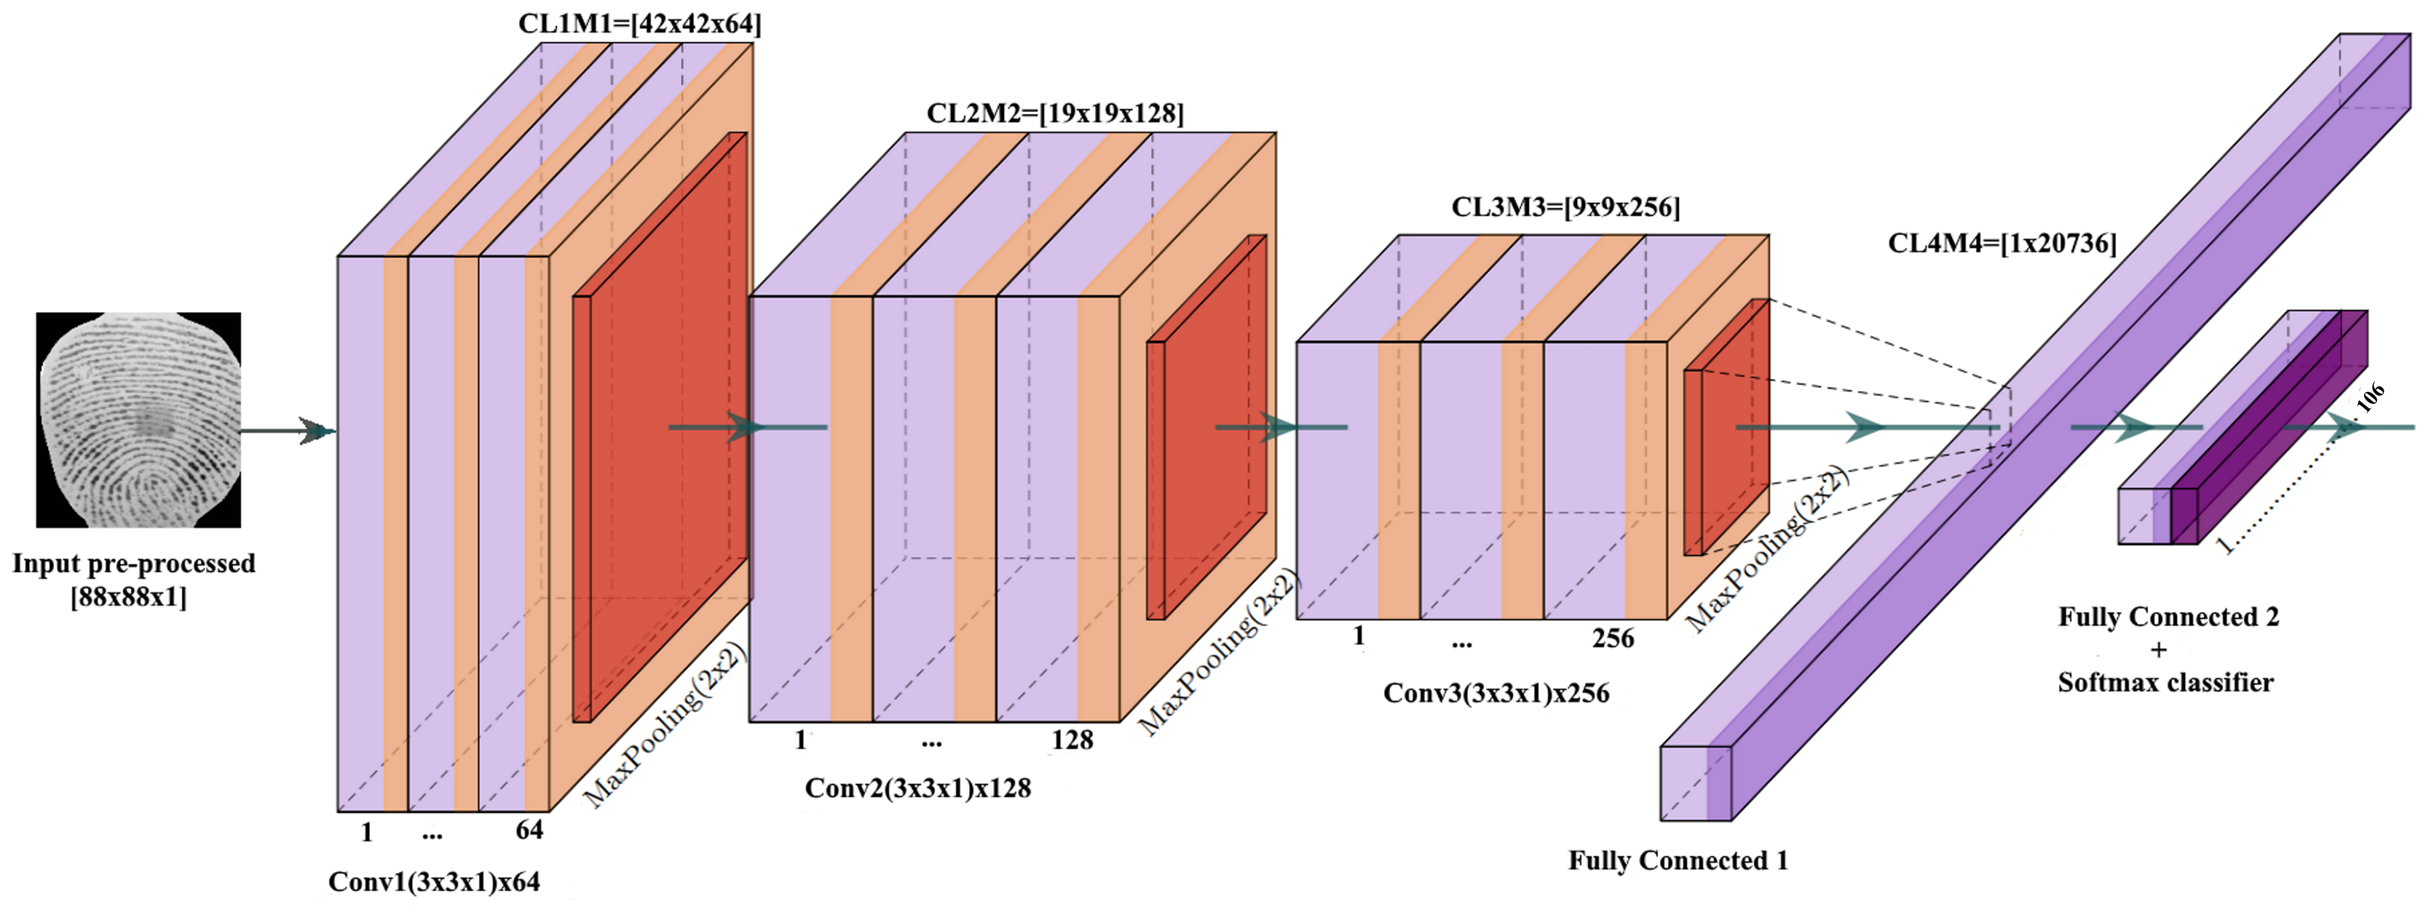 CL1M1=[42x42x64]
CL2M2=[19x19x128]
CL3M3=[9x9x256]
CL4M4=[1x20736]
Input pre-processed
[88x88x1]
MaxPooling(2x2)
MaxPooling(2x2)
MaxPooling(2x2)
1 ... 64
Conv1(3x3x1)x64
1 ... 128
Conv2(3x3x1)x128
1 ... 256
Conv3(3x3x1)x256
Fully Connected 1
1.................106
Fully Connected 2
+
Softmax classifier